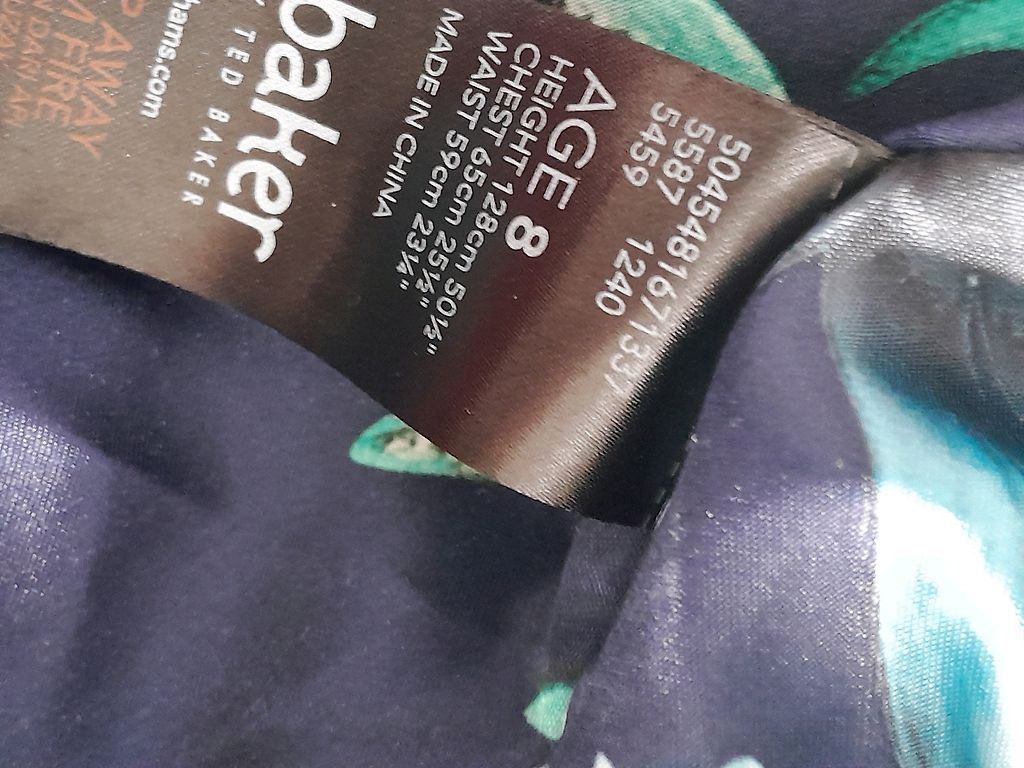 baker
TED BAKER
hams.com
AWAY
FIRE
AGE 8
HEIGHT 128cm 50½"
CHEST 65cm 25½"
WAIST 59cm 23¼"
MADE IN CHINA
5045481671337
5587 1240
5459